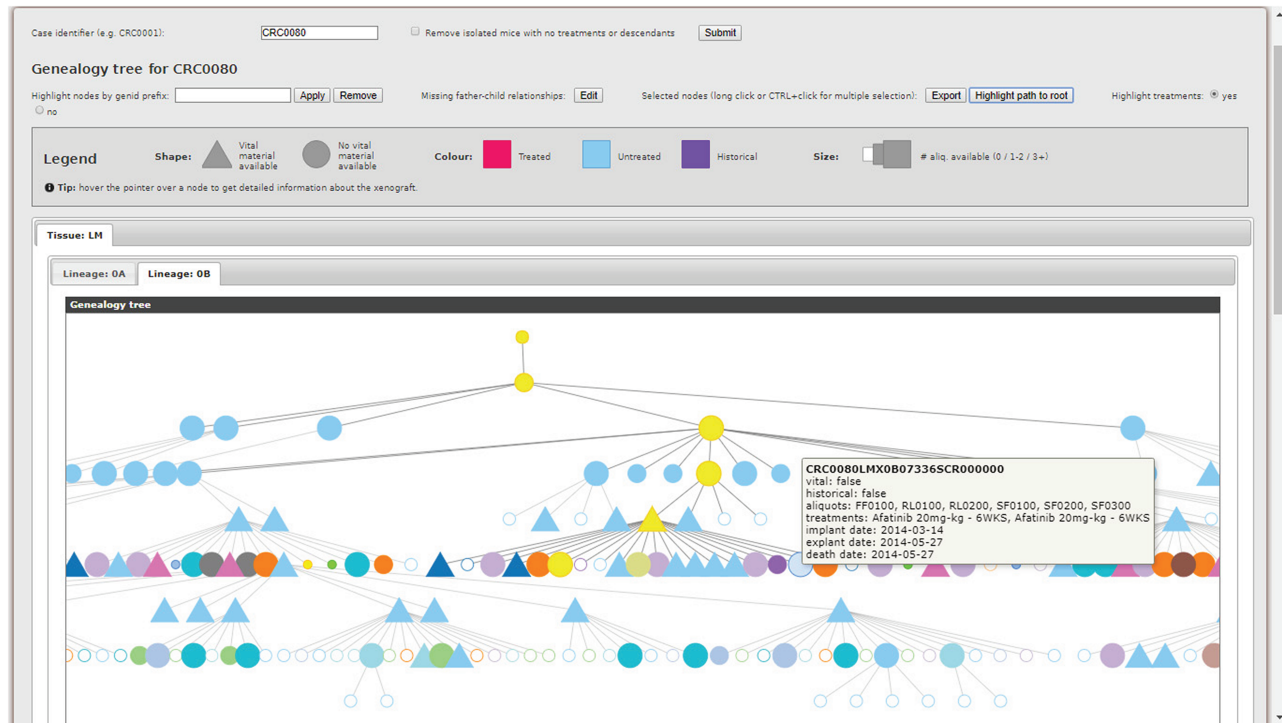 Case identifier (e.g. CRC0001): CRC0080 Remove isolated mice with no treatments or descendants Submit
Genealogy tree for CRC0080
Highlight nodes by genid prefix: Apply Remove Missing father-child relationships: Edit Selected nodes (long click or CTRL+click for multiple selection): Export Highlight path to root Highlight treatments: yes
no
Legend Shape: Vital material available No vital material available Colour: Treated Untreated Historical Size: # aliq. available (0 / 1-2 / 3+)
Tip: hover the pointer over a node to get detailed information about the xenograft.
Tissue: LM
Lineage: 0A Lineage: 0B
Genealogy tree
CRC0080LMX0B07336SCR000000
vital: false
historical: false
aliquots: FF0100, RL0100, RL0200, SF0100, SF0200, SF0300
treatments: Afatinib 20mg-kg - 6WKS, Afatinib 20mg-kg - 6WKS
implant date: 2014-03-14
explant date: 2014-05-27
death date: 2014-05-27